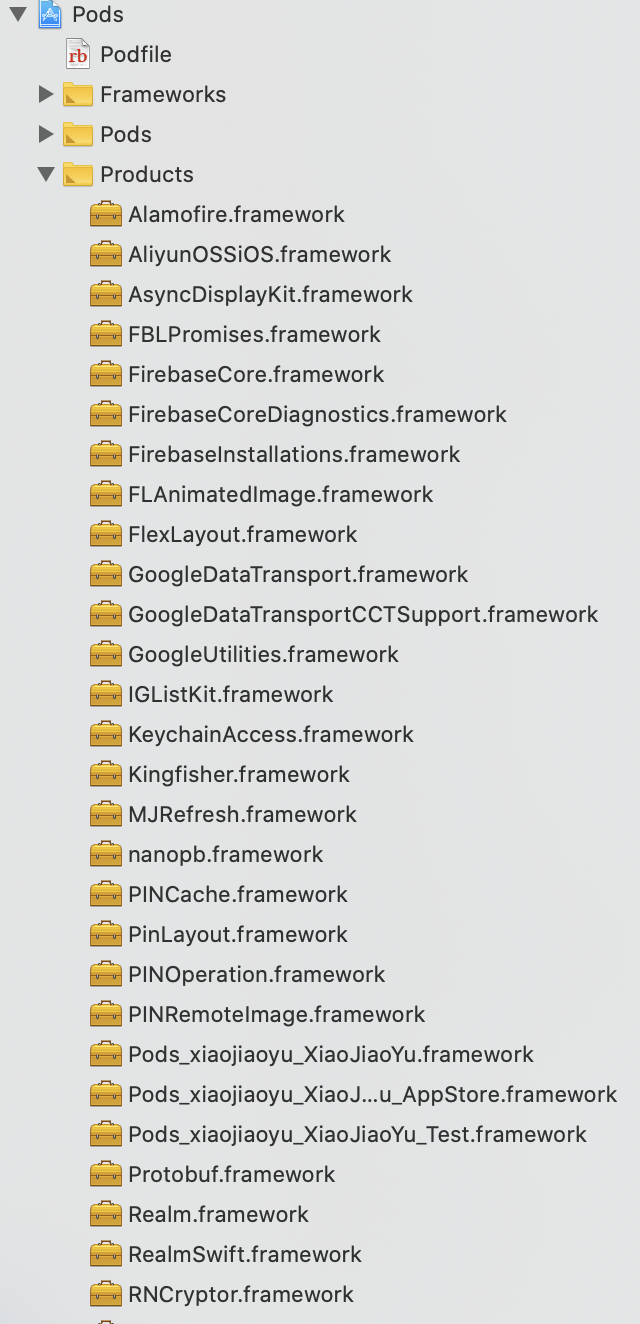 Pods
rb Podfile
Frameworks
Pods
Products
Alamofire.framework
AliyunOSSiOS.framework
AsyncDisplayKit.framework
FBLPromises.framework
FirebaseCore.framework
FirebaseCoreDiagnostics.framework
FirebaseInstallations.framework
FLAnimatedImage.framework
FlexLayout.framework
GoogleDataTransport.framework
GoogleDataTransportCCTSupport.framework
GoogleUtilities.framework
IGListKit.framework
KeychainAccess.framework
Kingfisher.framework
MJRefresh.framework
nanopb.framework
PINCache.framework
PinLayout.framework
PINOperation.framework
PINRemoteImage.framework
Pods_xiaojiaoyu_XiaoJiaoYu.framework
Pods_xiaojiaoyu_XiaoJ...u_AppStore.framework
Pods_xiaojiaoyu_XiaoJiaoYu_Test.framework
Protobuf.framework
Realm.framework
RealmSwift.framework
RNCryptor.framework